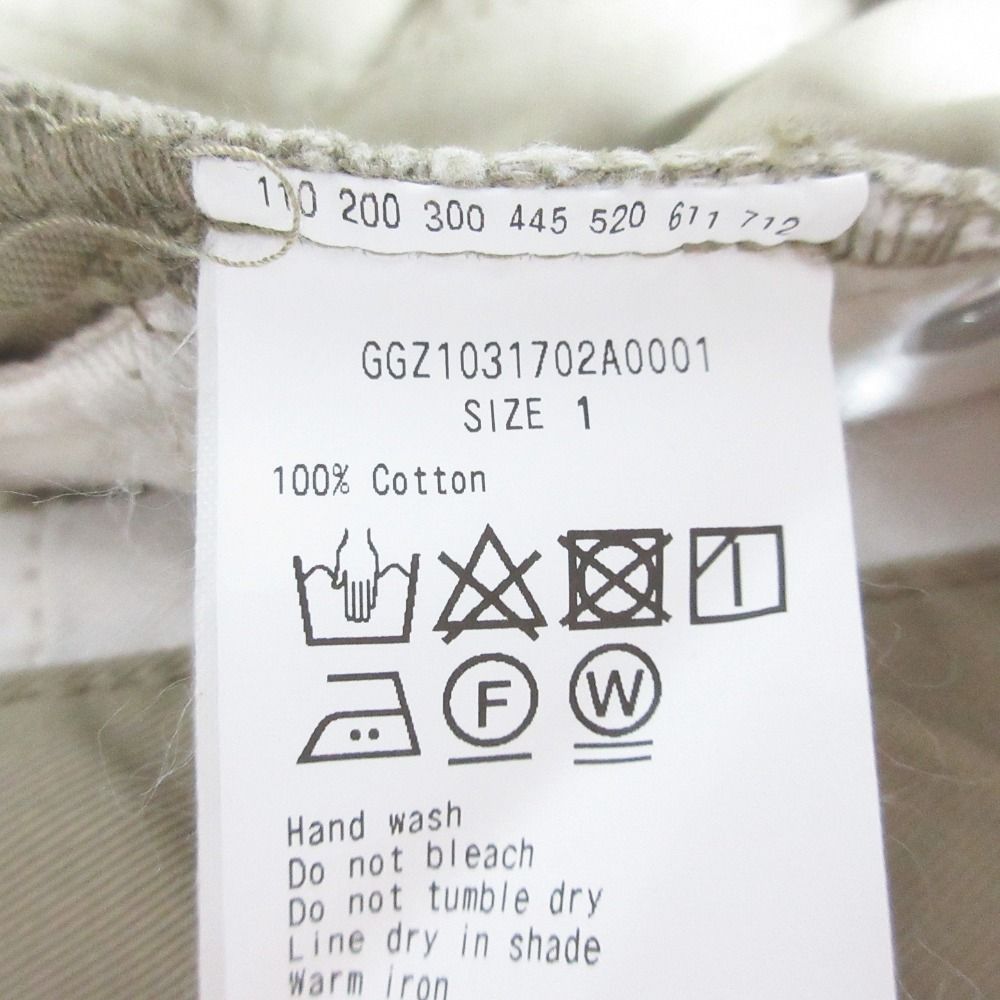 110 200 300 445 520 611 712
GGZ1031702A0001
SIZE 1
100% Cotton
F W
Hand wash
Do not bleach
Do not tumble dry
Line dry in shade
Warm iron